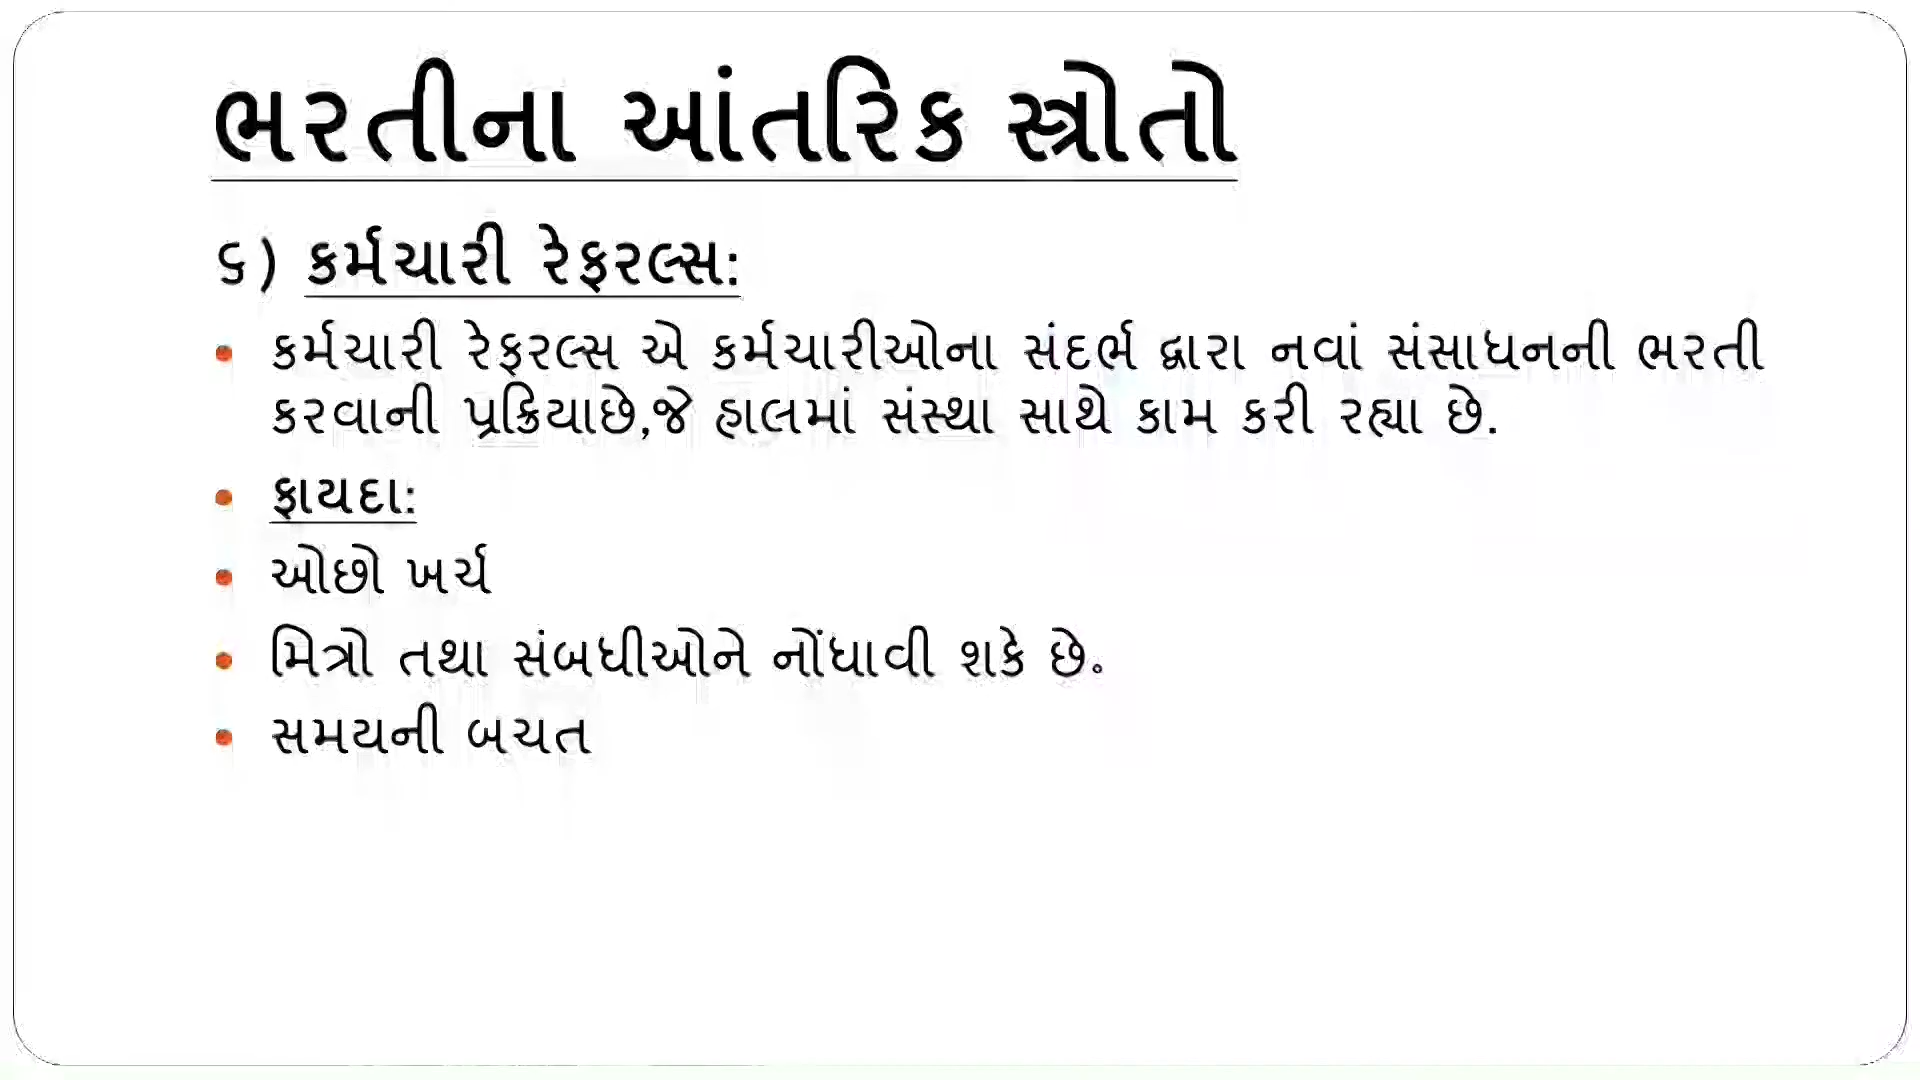 ભરતીના આંતરિક સ્ત્રોતો
૬) કર્મચારી રેફરલ્સ:
• કર્મચારી રેફરલ્સ એ કર્મચારીઓના સંદર્ભ દ્વારા નવાં સંસાધનની ભરતી
કરવાની પ્રક્રિયાછે,જે હાલમાં સંસ્થા સાથે કામ કરી રહ્યા છે.
• ફાયદા:
• ઓછો ખર્ચ
• મિત્રો તથા સંબધીઓને નોંધાવી શકે છે.
• સમયની બચત